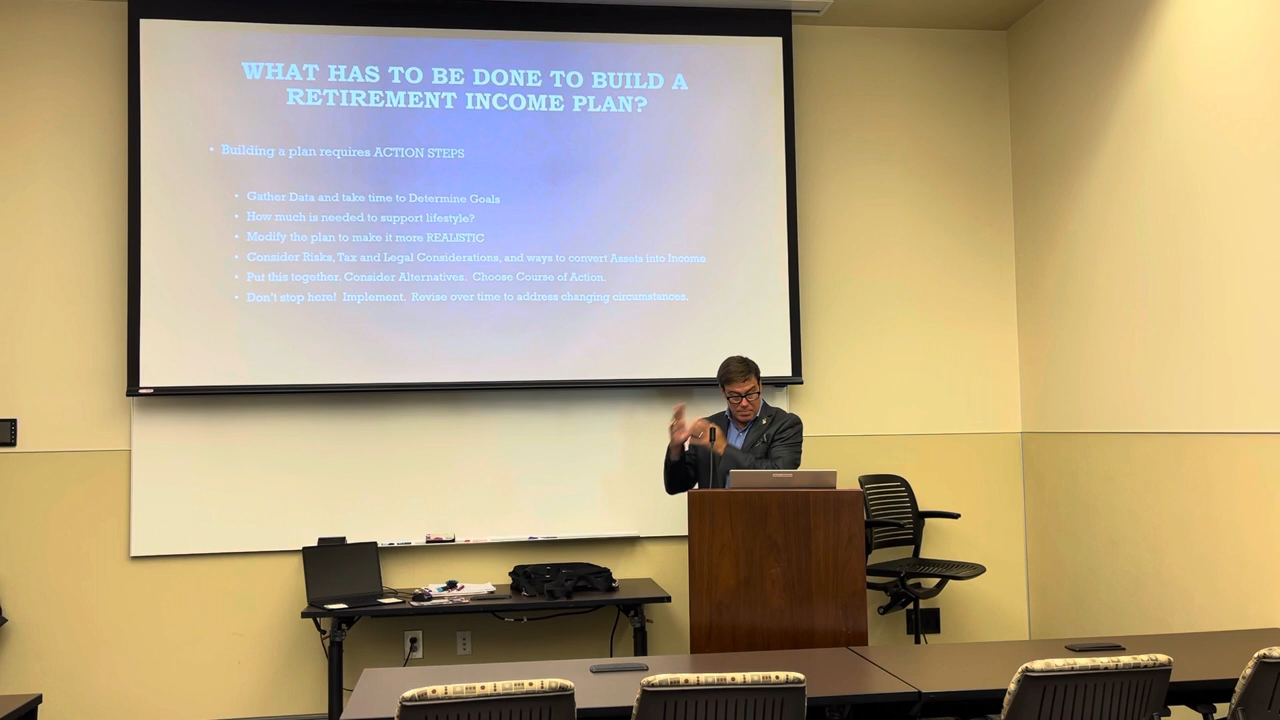 WHAT HAS TO BE DONE TO BUILD A
RETIREMENT INCOME PLAN?
• Building a plan requires ACTION STEPS
• Gather Data and take time to Determine Goals
• How much is needed to support lifestyle?
• Modify the plan to make it more REALISTIC
• Consider Risks, Tax and Legal Considerations, and ways to convert Assets into Income
• Put this together. Consider Alternatives. Choose Course of Action.
• Don't stop here! Implement. Revise over time to address changing circumstances.